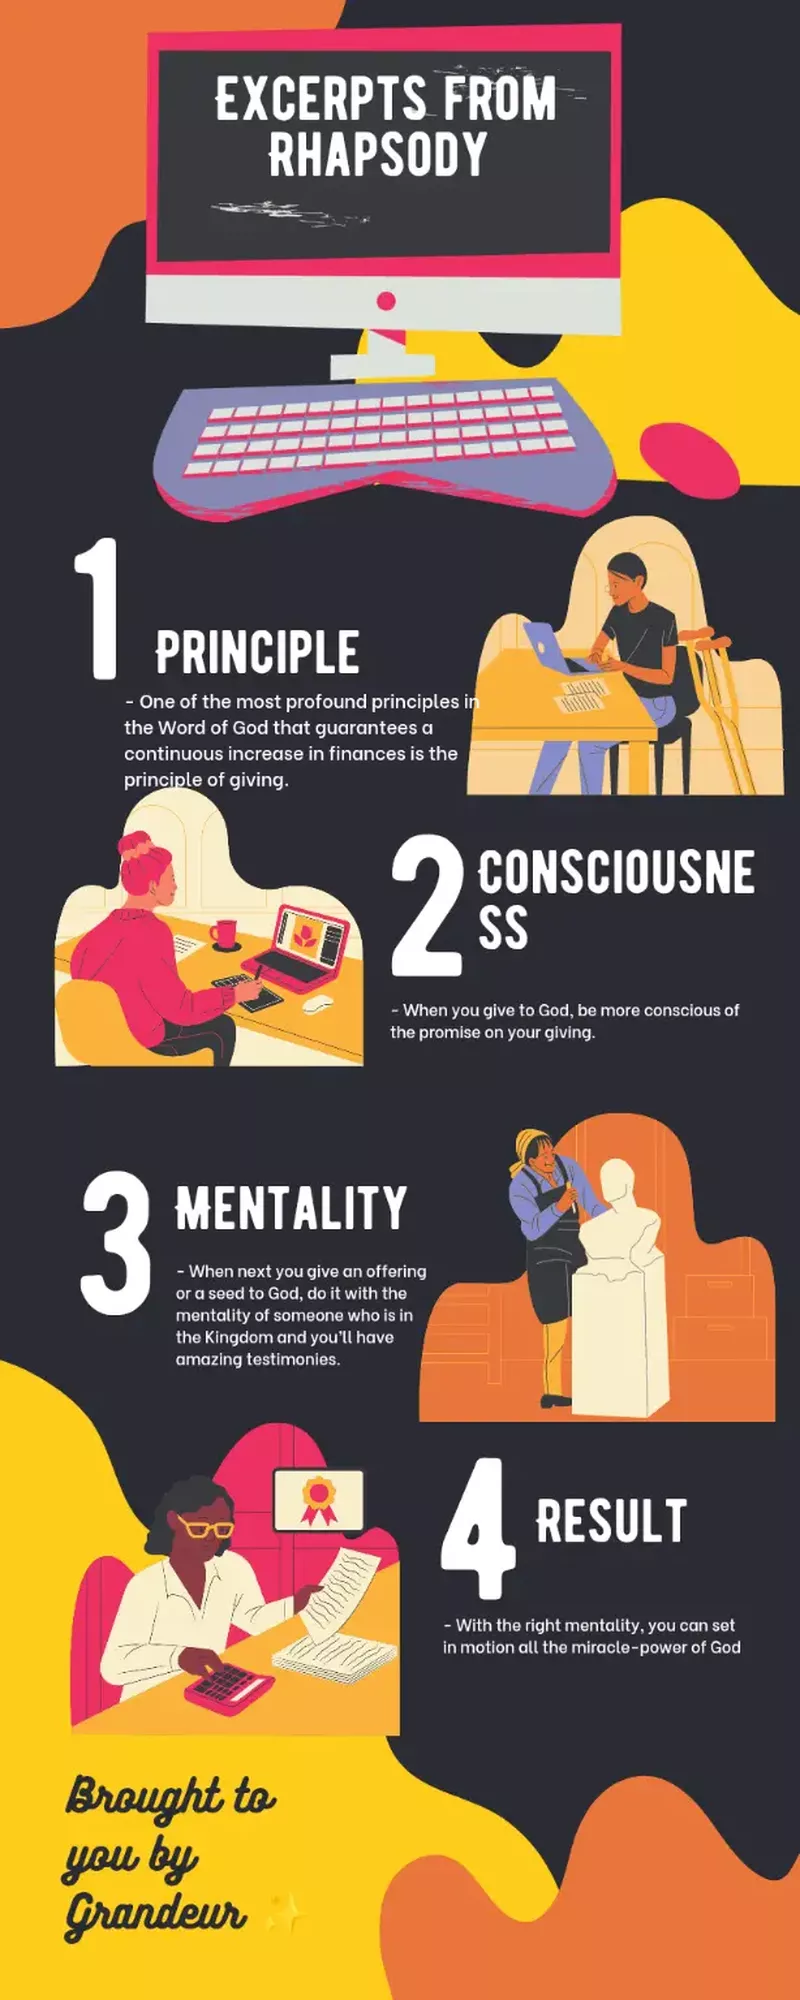 EXCERPTS FROM
RHAPSODY
1
PRINCIPLE
- One of the most profound principles in
the Word of God that guarantees a
continuous increase in finances is the
principle of giving.
2
CONSCIOUSNE
SS
- When you give to God, be more conscious of
the promise on your giving.
3
MENTALITY
- When next you give an offering
or a seed to God, do it with the
mentality of someone who is in
the Kingdom and you'll have
amazing testimonies.
4
RESULT
- With the right mentality, you can set
in motion all the miracle-power of God
Brought to
you by
Grandeur ✨